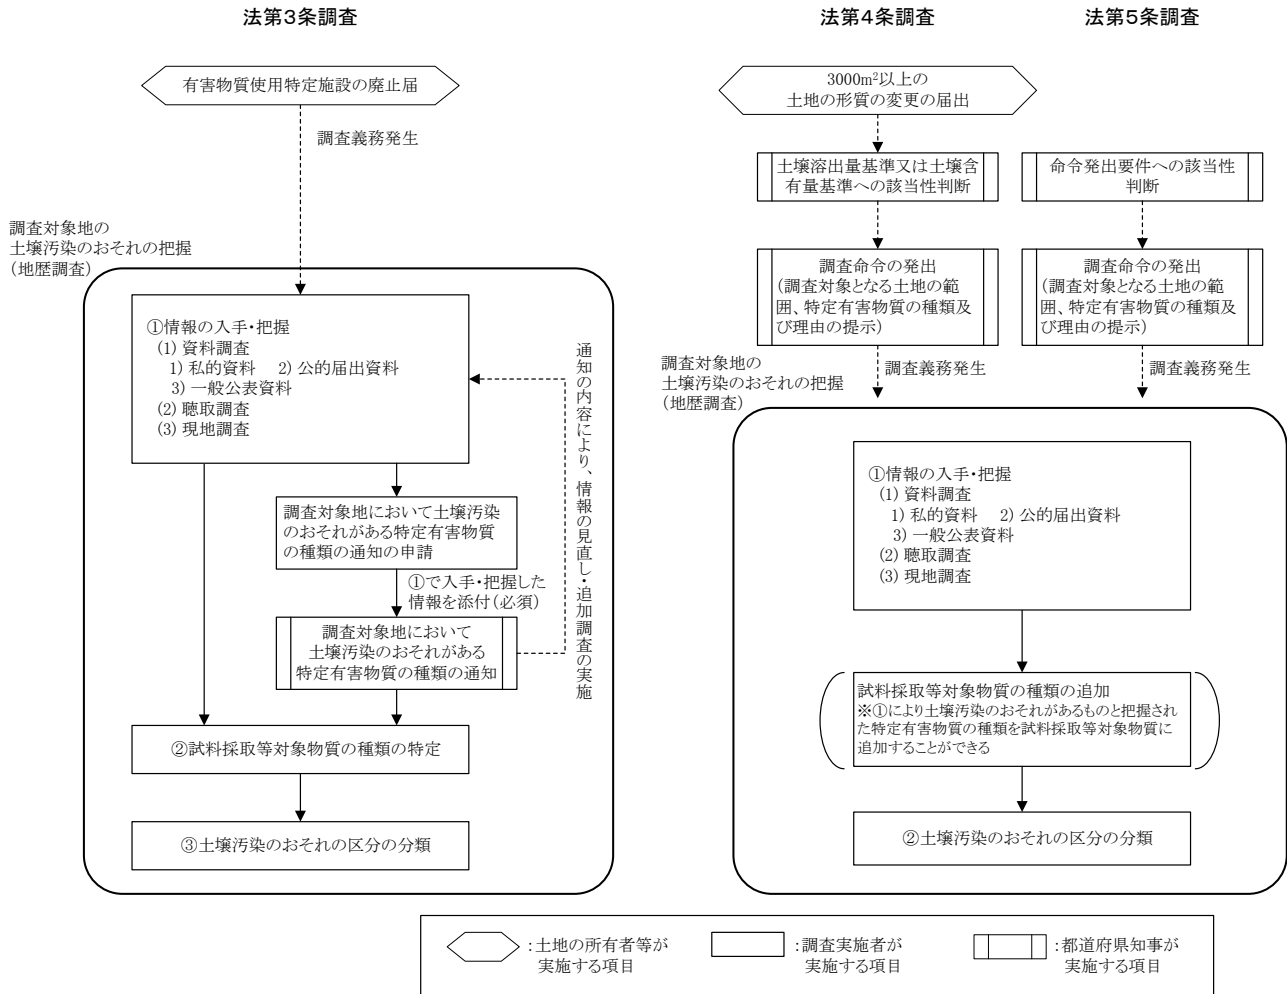 法第3条調査
有害物質使用特定施設の廃止届
調査義務発生
調査対象地の
土壌汚染のおそれの把握
(地歴調査)
①情報の入手・把握
(1) 資料調査
1) 私的資料 2) 公的届出資料
3) 一般公表資料
(2) 聴取調査
(3) 現地調査
調査対象地において土壌汚染
のおそれがある特定有害物質
の種類の通知の申請
①で入手・把握した
情報を添付(必須)
調査対象地において
土壌汚染のおそれがある
特定有害物質の種類の通知
通知の内容により、情報の見直し・追加調査の実施
②試料採取等対象物質の種類の特定
③土壌汚染のおそれの区分の分類
法第4条調査
法第5条調査
3000m²以上の
土地の形質の変更の届出
土壌溶出量基準又は土壌含
有量基準への該当性判断
命令発出要件への該当性
判断
調査命令の発出
(調査対象となる土地の範
囲、特定有害物質の種類及
び理由の提示)
調査命令の発出
(調査対象となる土地の範
囲、特定有害物質の種類及
び理由の提示)
調査義務発生
調査義務発生
調査対象地の
土壌汚染のおそれの把握
(地歴調査)
①情報の入手・把握
(1) 資料調査
1) 私的資料 2) 公的届出資料
3) 一般公表資料
(2) 聴取調査
(3) 現地調査
試料採取等対象物質の種類の追加
※①により土壌汚染のおそれがあるものと把握され
た特定有害物質の種類を試料採取等対象物質に
追加することができる
②土壌汚染のおそれの区分の分類
:土地の所有者等が
実施する項目
:調査実施者が
実施する項目
:都道府県知事が
実施する項目